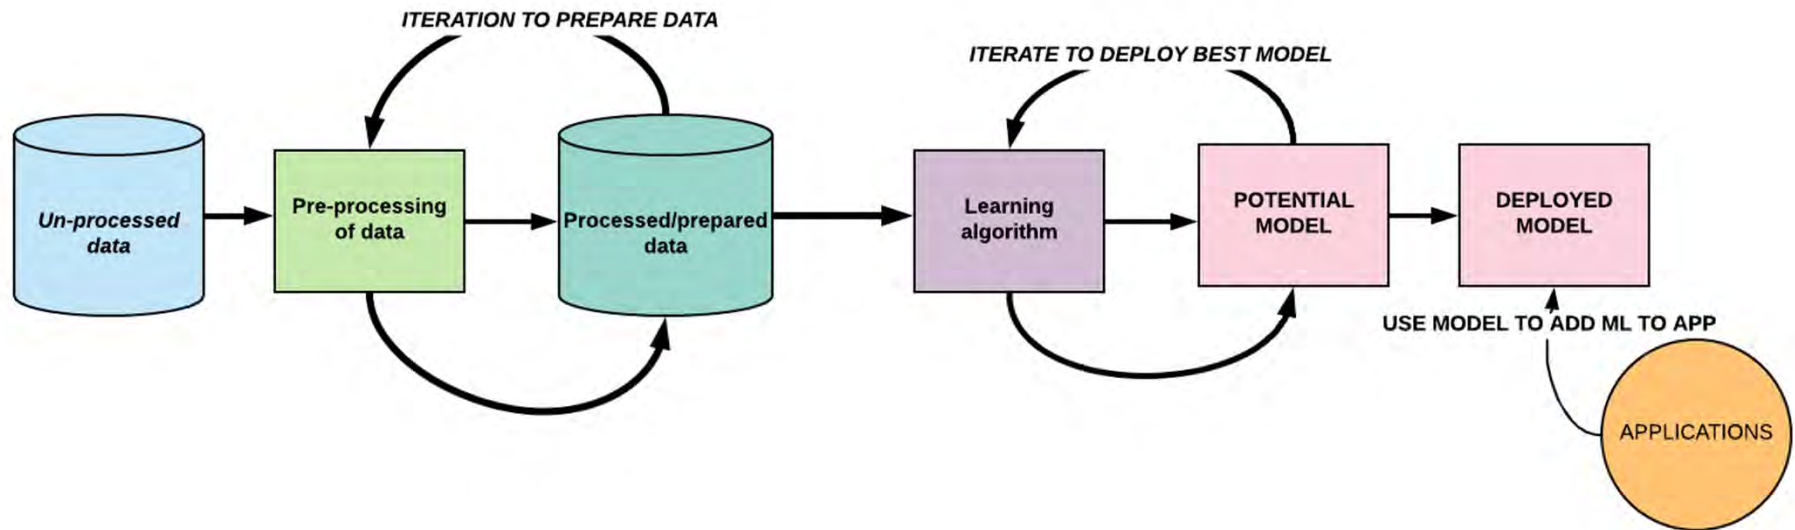 ITERATION TO PREPARE DATA
ITERATE TO DEPLOY BEST MODEL
Un-processed
data
Pre-processing
of data
Processed/prepared
data
Learning
algorithm
POTENTIAL
MODEL
DEPLOYED
MODEL
USE MODEL TO ADD ML TO APP
APPLICATIONS